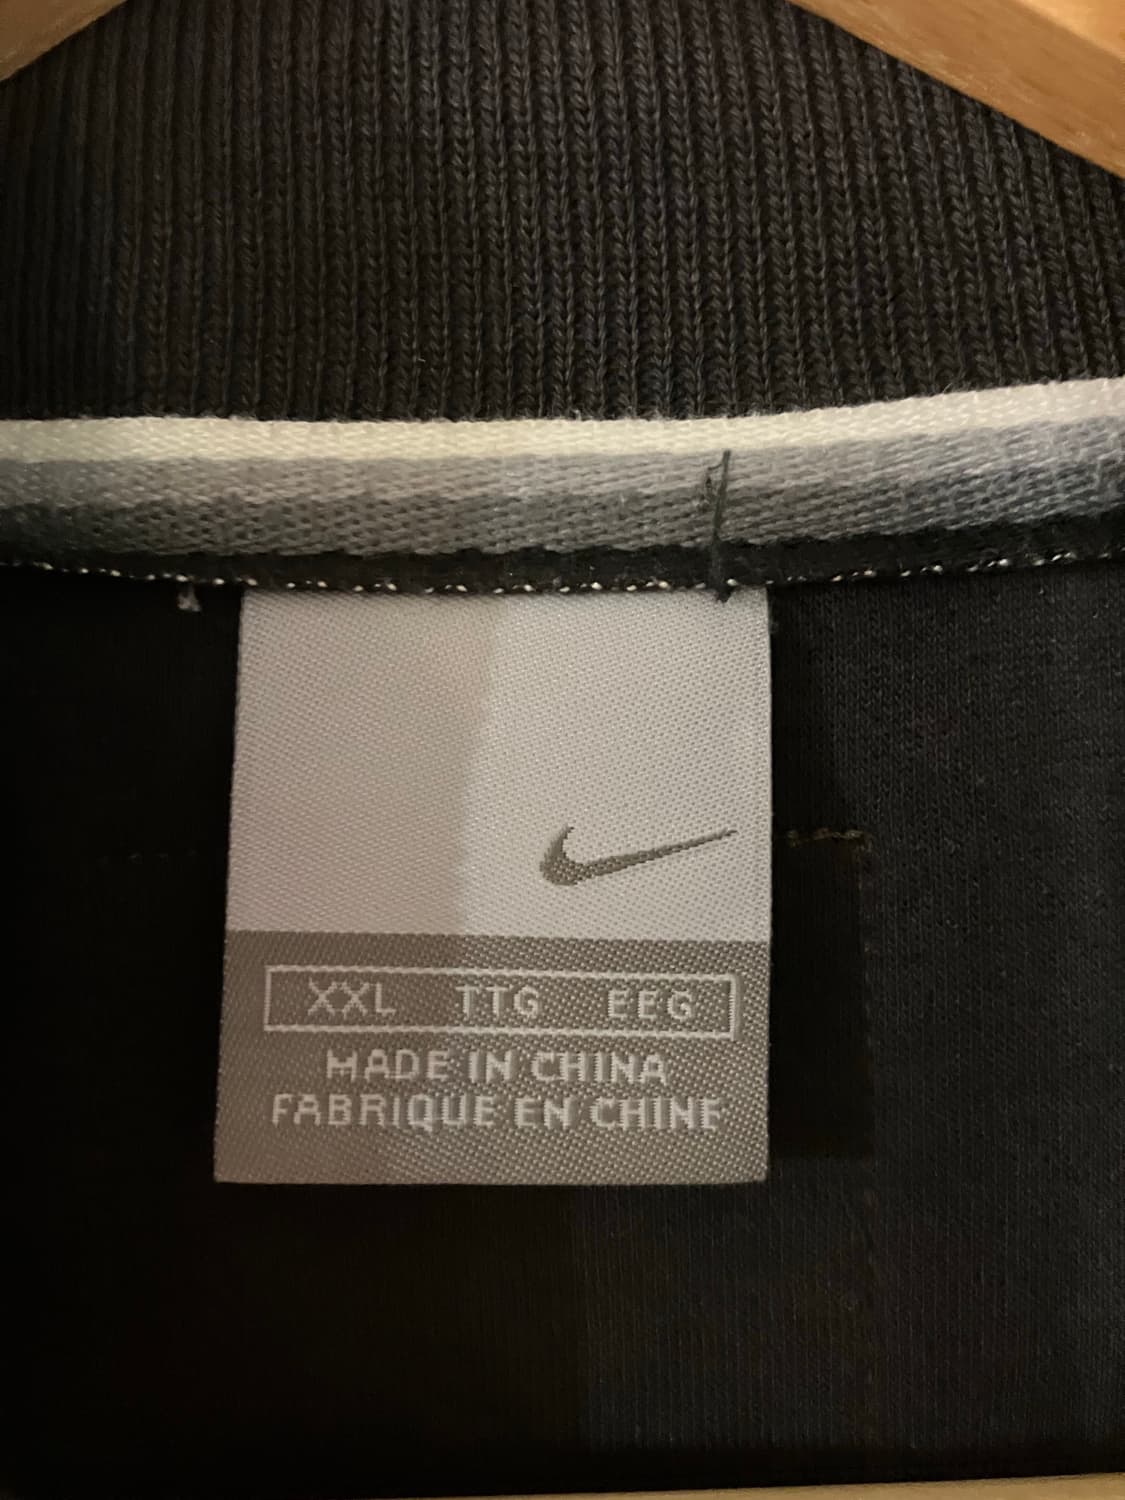 XXL TTG EEG
MADE IN CHINA
FABRIQUE EN CHINE